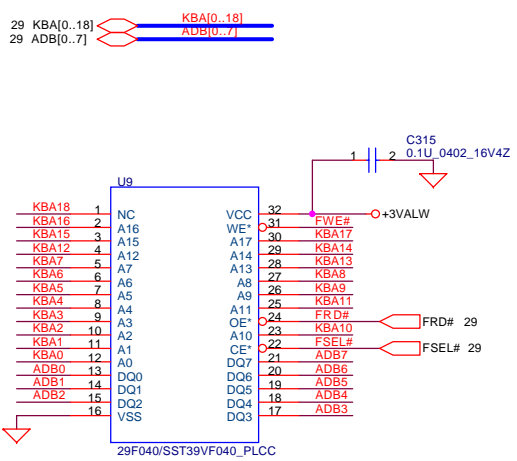 29 KBA[0..18] KBA[0..18]
29 ADB[0..7] ADB[0..7]
C315
1 2 0.1U_0402_16V4Z
U9
+3VALW
KBA18 1 NC VCC 32
KBA16 2 A16 WE* 31 FWE#
KBA15 3 A15 A17 30 KBA17
KBA12 4 A12 A14 29 KBA14
KBA7 5 A7 A13 28 KBA13
KBA6 6 A6 A8 27 KBA8
KBA5 7 A5 A9 26 KBA9
KBA4 8 A4 A11 25 KBA11
KBA3 9 A3 OE* 24 FRD# FRD# 29
KBA2 10 A2 A10 23 KBA10
KBA1 11 A1 CE* 22 FSEL# FSEL# 29
KBA0 12 A0 DQ7 21 ADB7
ADB0 13 DQ0 DQ6 20 ADB6
ADB1 14 DQ1 DQ5 19 ADB5
ADB2 15 DQ2 DQ4 18 ADB4
16 VSS DQ3 17 ADB3
29F040/SST39VF040_PLCC